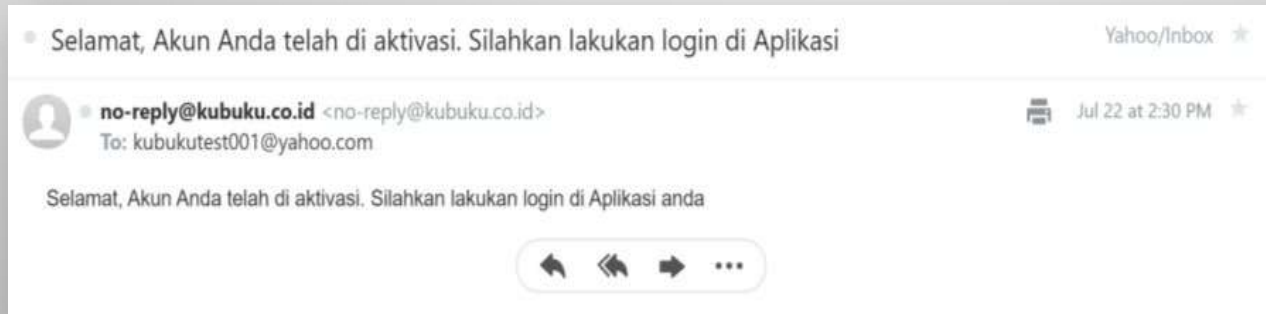 Selamat, Akun Anda telah di aktivasi. Silahkan lakukan login di Aplikasi
Yahoo/Inbox
no-reply@kubuku.co.id <no-reply@kubuku.co.id>
Jul 22 at 2:30 PM
To: kubukutest001@yahoo.com
Selamat, Akun Anda telah di aktivasi. Silahkan lakukan login di Aplikasi anda